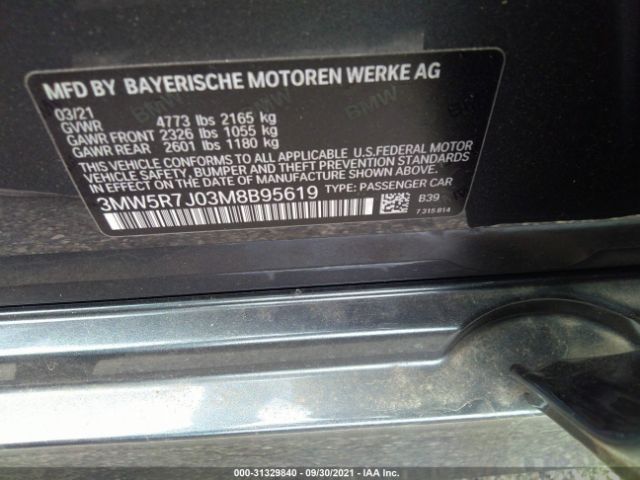 MFD BY BAYERISCHE MOTOREN WERKE AG
03/21
GVWR 4773 lbs 2165 kg
GAWR FRONT 2326 lbs 1055 kg
GAWR REAR 2601 lbs 1180 kg
THIS VEHICLE CONFORMS TO ALL APPLICABLE U.S.FEDERAL MOTOR
VEHICLE SAFETY, BUMPER, AND THEFT PREVENTION STANDARDS
IN EFFECT ON THE DATE OF MANUFACTURE SHOWN ABOVE.
3MW5R7J03M8B95619 TYPE: PASSENGER CAR
B39
7 315 814
000-31329840 - 09/30/2021 - IAA Inc.